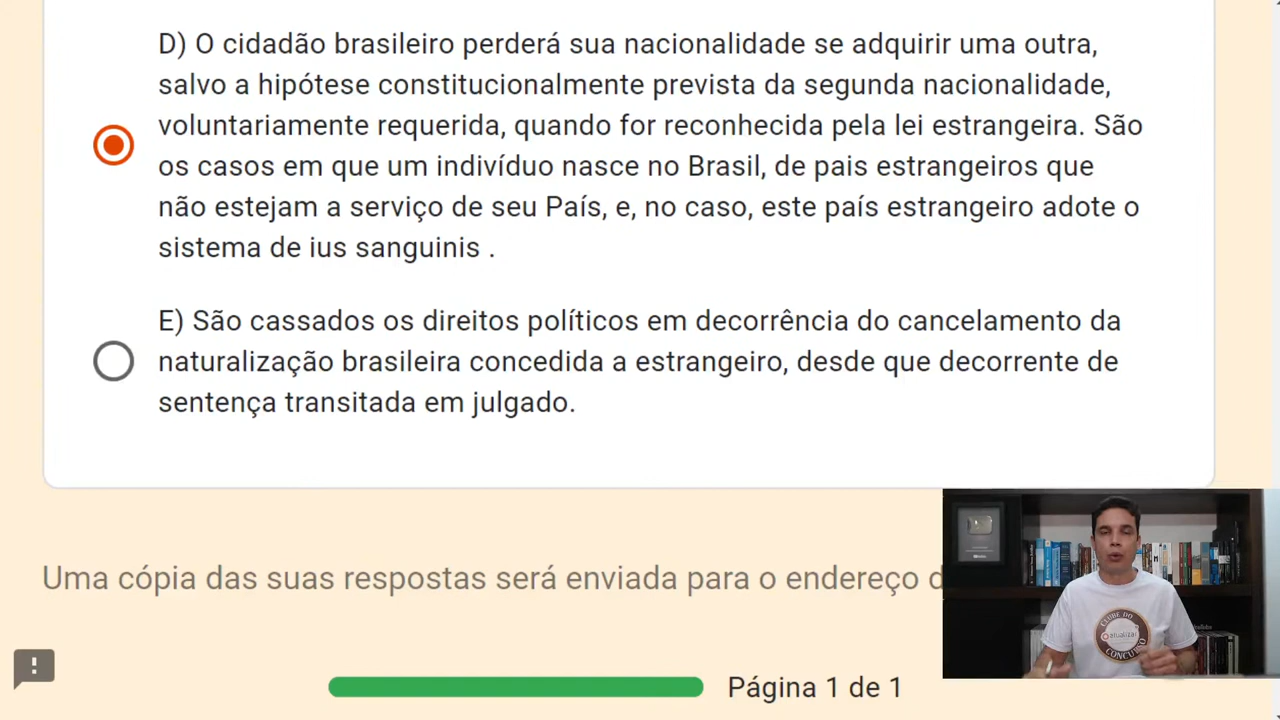 D) O cidadão brasileiro perderá sua nacionalidade se adquirir uma outra,
salvo a hipótese constitucionalmente prevista da segunda nacionalidade,
voluntariamente requerida, quando for reconhecida pela lei estrangeira. São
os casos em que um indivíduo nasce no Brasil, de pais estrangeiros que
não estejam a serviço de seu País, e, no caso, este país estrangeiro adote o
sistema de ius sanguinis .
E) São cassados os direitos políticos em decorrência do cancelamento da
naturalização brasileira concedida a estrangeiro, desde que decorrente de
sentença transitada em julgado.
Uma cópia das suas respostas será enviada para o endereço d
CLUBE DO
atualizar
CONCURSO
Página 1 de 1